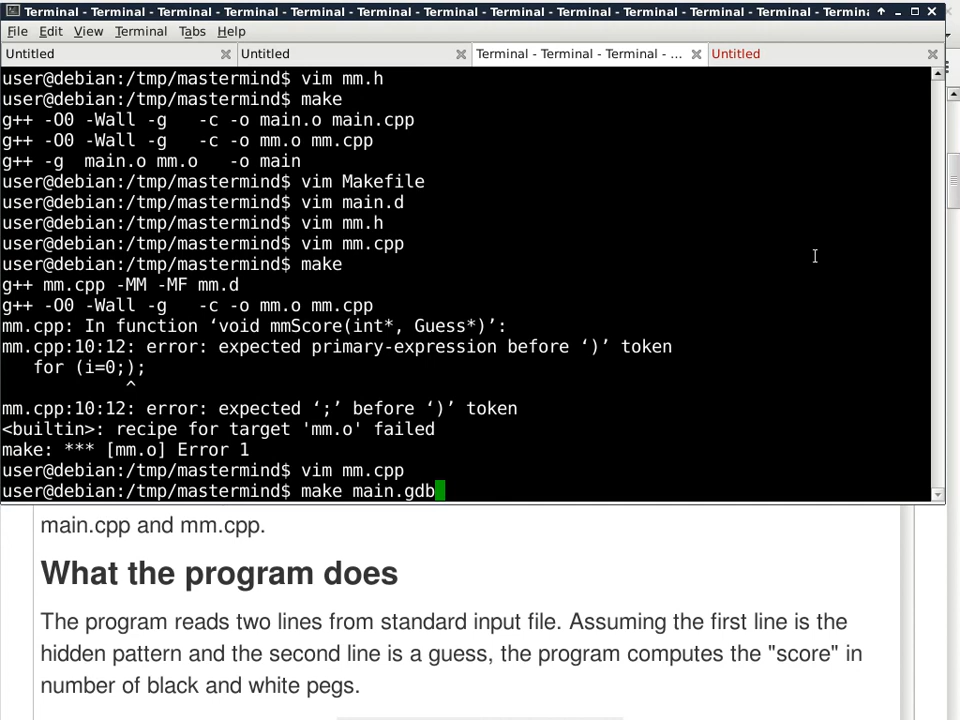 Terminal - Terminal - Terminal - Terminal - Terminal - Terminal - Terminal - Terminal - Terminal - Terminal - Terminal - Termina
File Edit View Terminal Tabs Help
Untitled Untitled Terminal - Terminal - Terminal - ... Untitled
user@debian:/tmp/mastermind$ vim mm.h
user@debian:/tmp/mastermind$ make
g++ -O0 -Wall -g   -c -o main.o main.cpp
g++ -O0 -Wall -g   -c -o mm.o mm.cpp
g++ -g  main.o mm.o   -o main
user@debian:/tmp/mastermind$ vim Makefile
user@debian:/tmp/mastermind$ vim main.d
user@debian:/tmp/mastermind$ vim mm.h
user@debian:/tmp/mastermind$ vim mm.cpp
user@debian:/tmp/mastermind$ make
g++ mm.cpp -MM -MF mm.d
g++ -O0 -Wall -g   -c -o mm.o mm.cpp
mm.cpp: In function ‘void mmScore(int*, Guess*)’:
mm.cpp:10:12: error: expected primary-expression before ‘)’ token
   for (i=0;);
            ^
mm.cpp:10:12: error: expected ‘;’ before ‘)’ token
<builtin>: recipe for target 'mm.o' failed
make: *** [mm.o] Error 1
user@debian:/tmp/mastermind$ vim mm.cpp
user@debian:/tmp/mastermind$ make main.gdb
main.cpp and mm.cpp.
What the program does
The program reads two lines from standard input file. Assuming the first line is the
hidden pattern and the second line is a guess, the program computes the "score" in
number of black and white pegs.